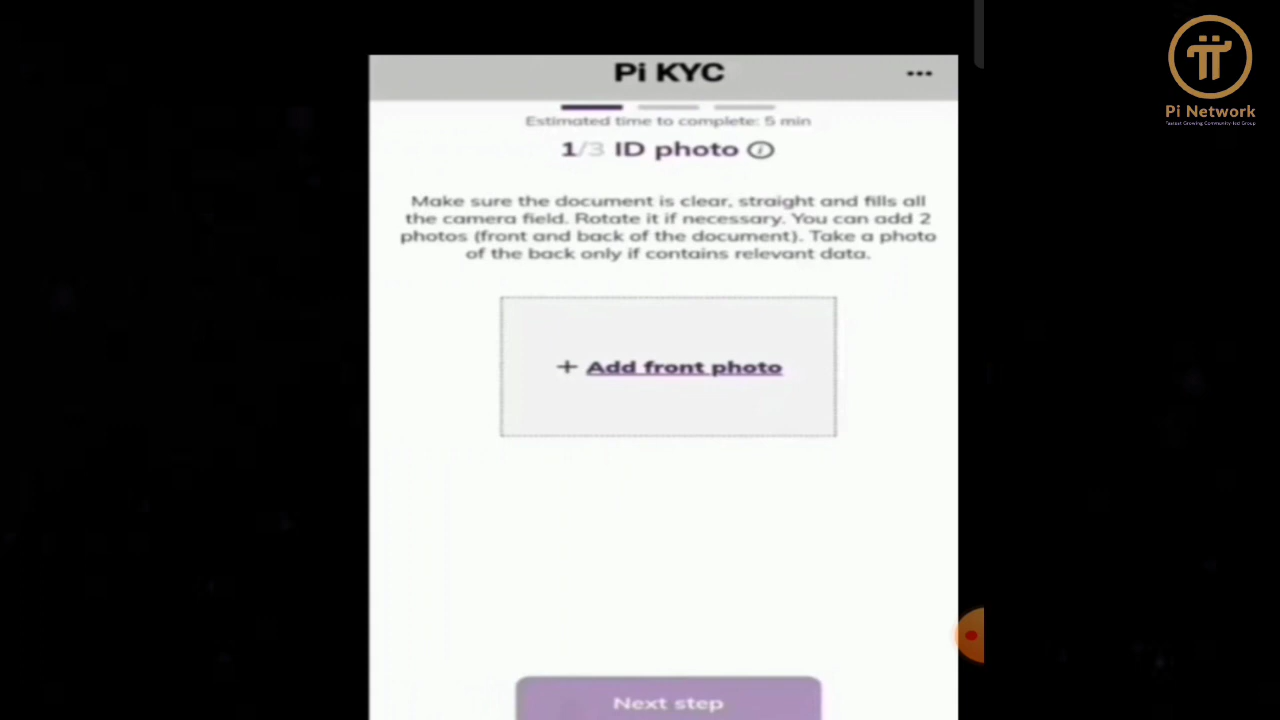 Pi KYC
Pi Network
Estimated time to complete: 5 min
1/3 ID photo
Make sure the document is clear, straight and fills all
the camera field. Rotate it if necessary. You can add 2
photos (front and back of the document). Take a photo
of the back only if contains relevant data.
+ Add front photo
Next step